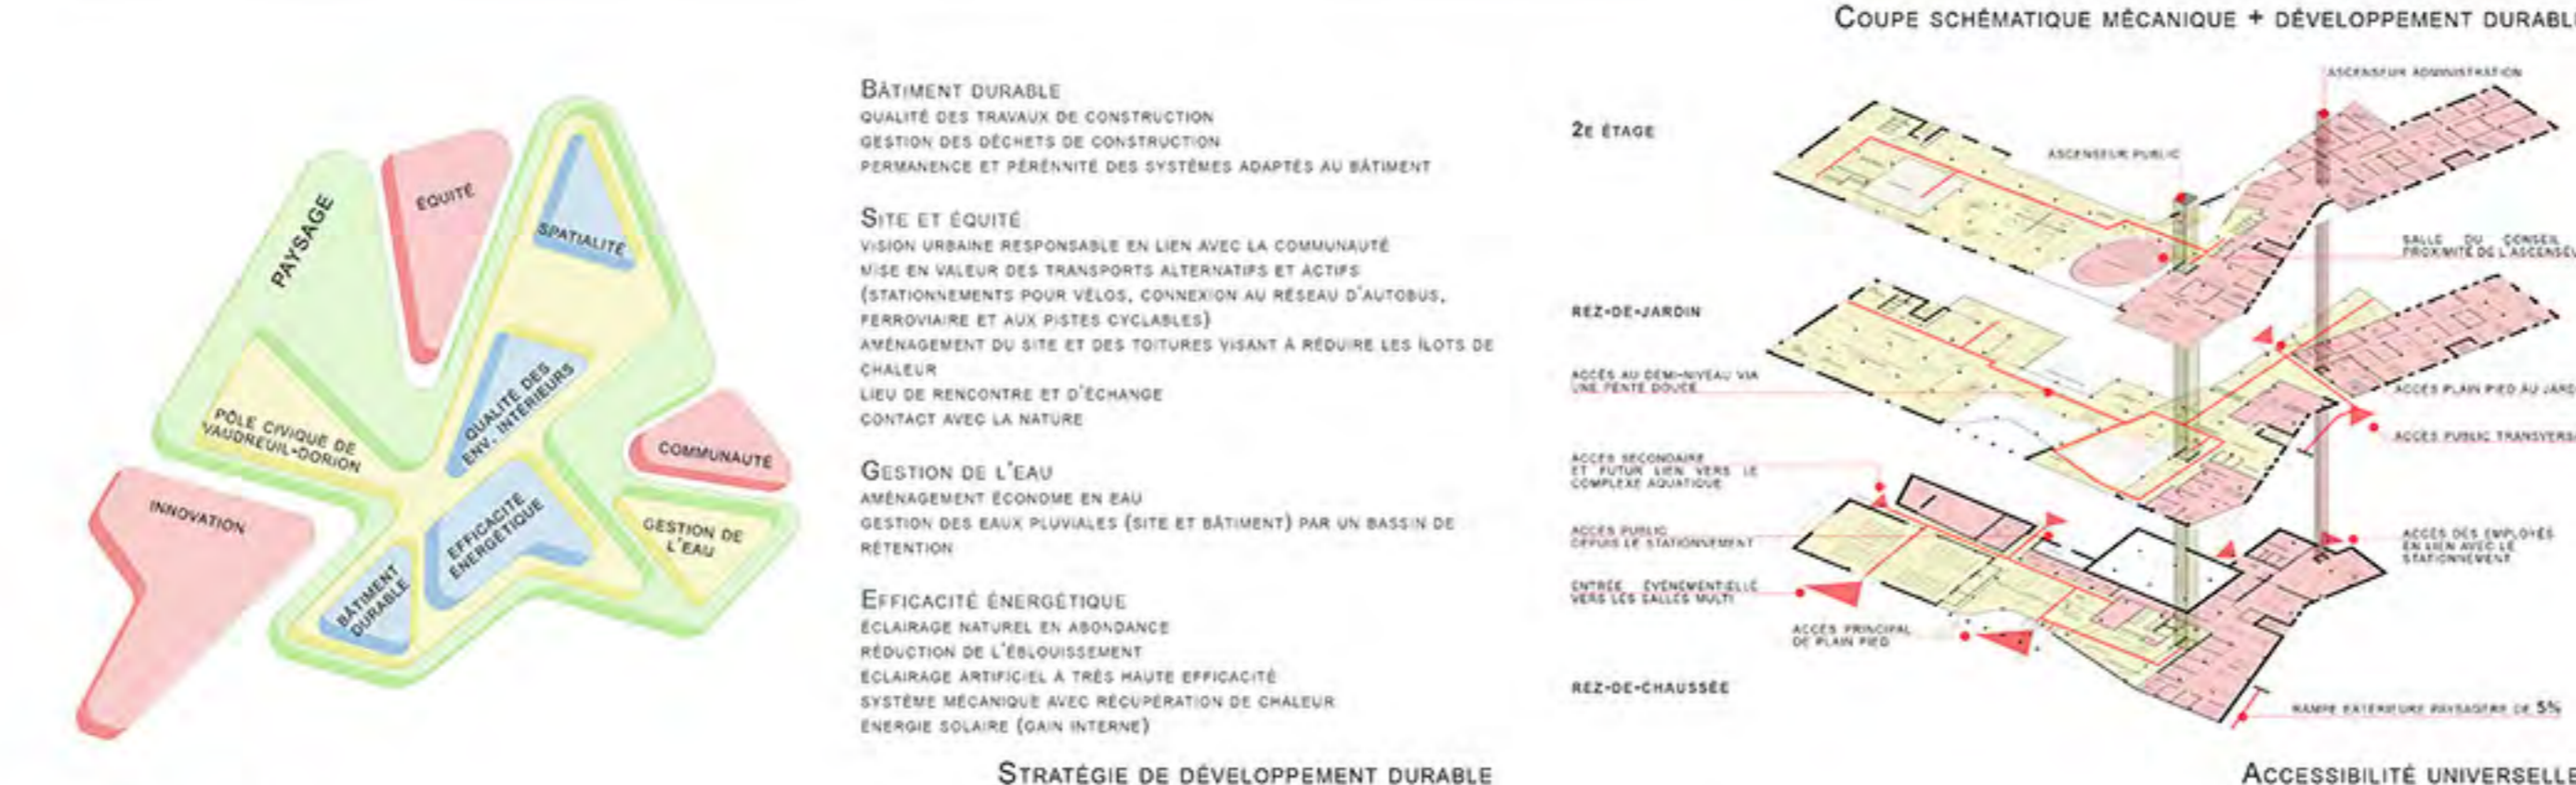 COUPE SCHÉMATIQUE MÉCANIQUE + DÉVELOPPEMENT DURABLE
PAYSAGE
ÉQUITÉ
SPATIALITÉ
QUALITÉ DES
ENV. INTÉRIEURS
PÔLE CIVIQUE DE
VAUDREUIL-DORION
COMMUNAUTÉ
INNOVATION
EFFICACITÉ
ÉNERGÉTIQUE
GESTION DE
L'EAU
BÂTIMENT
DURABLE
BÂTIMENT DURABLE
QUALITÉ DES TRAVAUX DE CONSTRUCTION
GESTION DES DÉCHETS DE CONSTRUCTION
PERMANENCE ET PÉRÉNNITÉ DES SYSTÈMES ADAPTÉS AU BÂTIMENT
SITE ET ÉQUITÉ
VISION URBAINE RESPONSABLE EN LIEN AVEC LA COMMUNAUTÉ
MISE EN VALEUR DES TRANSPORTS ALTERNATIFS ET ACTIFS
(STATIONNEMENTS POUR VÉLOS, CONNEXION AU RÉSEAU D'AUTOBUS,
FERROVIAIRE ET AUX PISTES CYCLABLES)
AMÉNAGEMENT DU SITE ET DES TOITURES VISANT À RÉDUIRE LES ÎLOTS DE
CHALEUR
LIEU DE RENCONTRE ET D'ÉCHANGE
CONTACT AVEC LA NATURE
GESTION DE L'EAU
AMÉNAGEMENT ÉCONOME EN EAU
GESTION DES EAUX PLUVIALES (SITE ET BÂTIMENT) PAR UN BASSIN DE
RÉTENTION
EFFICACITÉ ÉNERGÉTIQUE
ÉCLAIRAGE NATUREL EN ABONDANCE
RÉDUCTION DE L'ÉBLOUISSEMENT
ÉCLAIRAGE ARTIFICIEL À TRÈS HAUTE EFFICACITÉ
SYSTÈME MÉCANIQUE AVEC RÉCUPÉRATION DE CHALEUR
ÉNERGIE SOLAIRE (GAIN INTERNE)
STRATÉGIE DE DÉVELOPPEMENT DURABLE
ASCENSEUR ADMINISTRATION
2E ÉTAGE
ASCENSEUR PUBLIC
SALLE DU CONSEIL
PROXIMITÉ DE L'ASCENSEU
REZ-DE-JARDIN
ACCÈS AU DEMI-NIVEAU VIA
UNE PENTE DOUCE
ACCÈS PLAIN PIED AU JARD
ACCÈS PUBLIC TRANSVERSA
ACCÈS SECONDAIRE
ET FUTUR LIEN VERS LE
COMPLEXE AQUATIQUE
ACCÈS PUBLIC
DEPUIS LE STATIONNEMENT
ACCÈS DES EMPLOYÉS
EN LIEN AVEC LE
STATIONNEMENT
ENTRÉE ÉVÉNEMENTIELLE
VERS LES SALLES MULTI
ACCÈS PRINCIPAL
DE PLAIN PIED
REZ-DE-CHAUSSÉE
RAMPE EXTÉRIEURE PAYSAGÈRE DE 5%
ACCESSIBILITÉ UNIVERSELLE